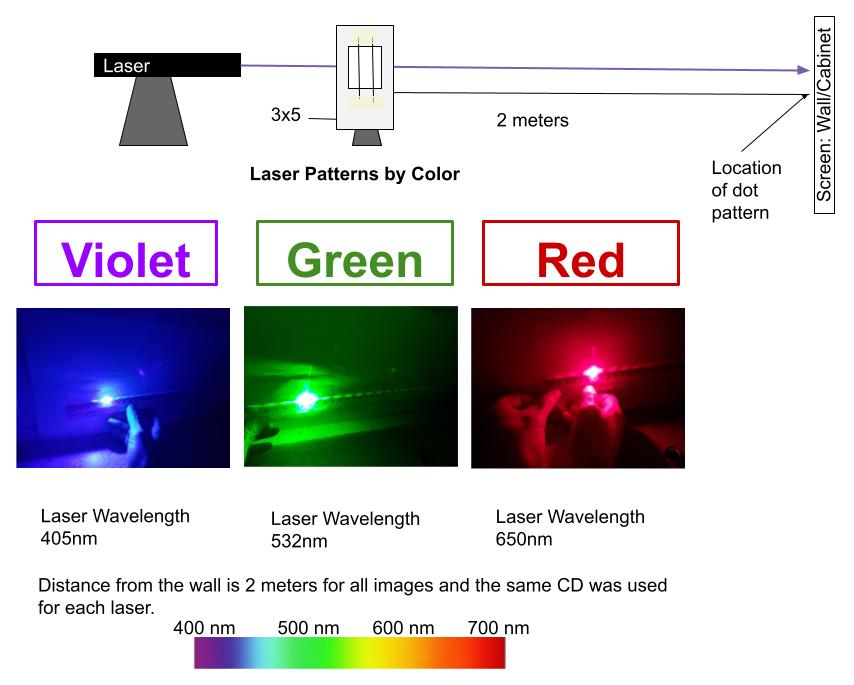 Laser
Screen: Wall/Cabinet
3x5
2 meters
Location
of dot
pattern
Laser Patterns by Color
Violet
Green
Red
Laser Wavelength
405nm
Laser Wavelength
532nm
Laser Wavelength
650nm
Distance from the wall is 2 meters for all images and the same CD was used
for each laser.
400 nm
500 nm
600 nm
700 nm